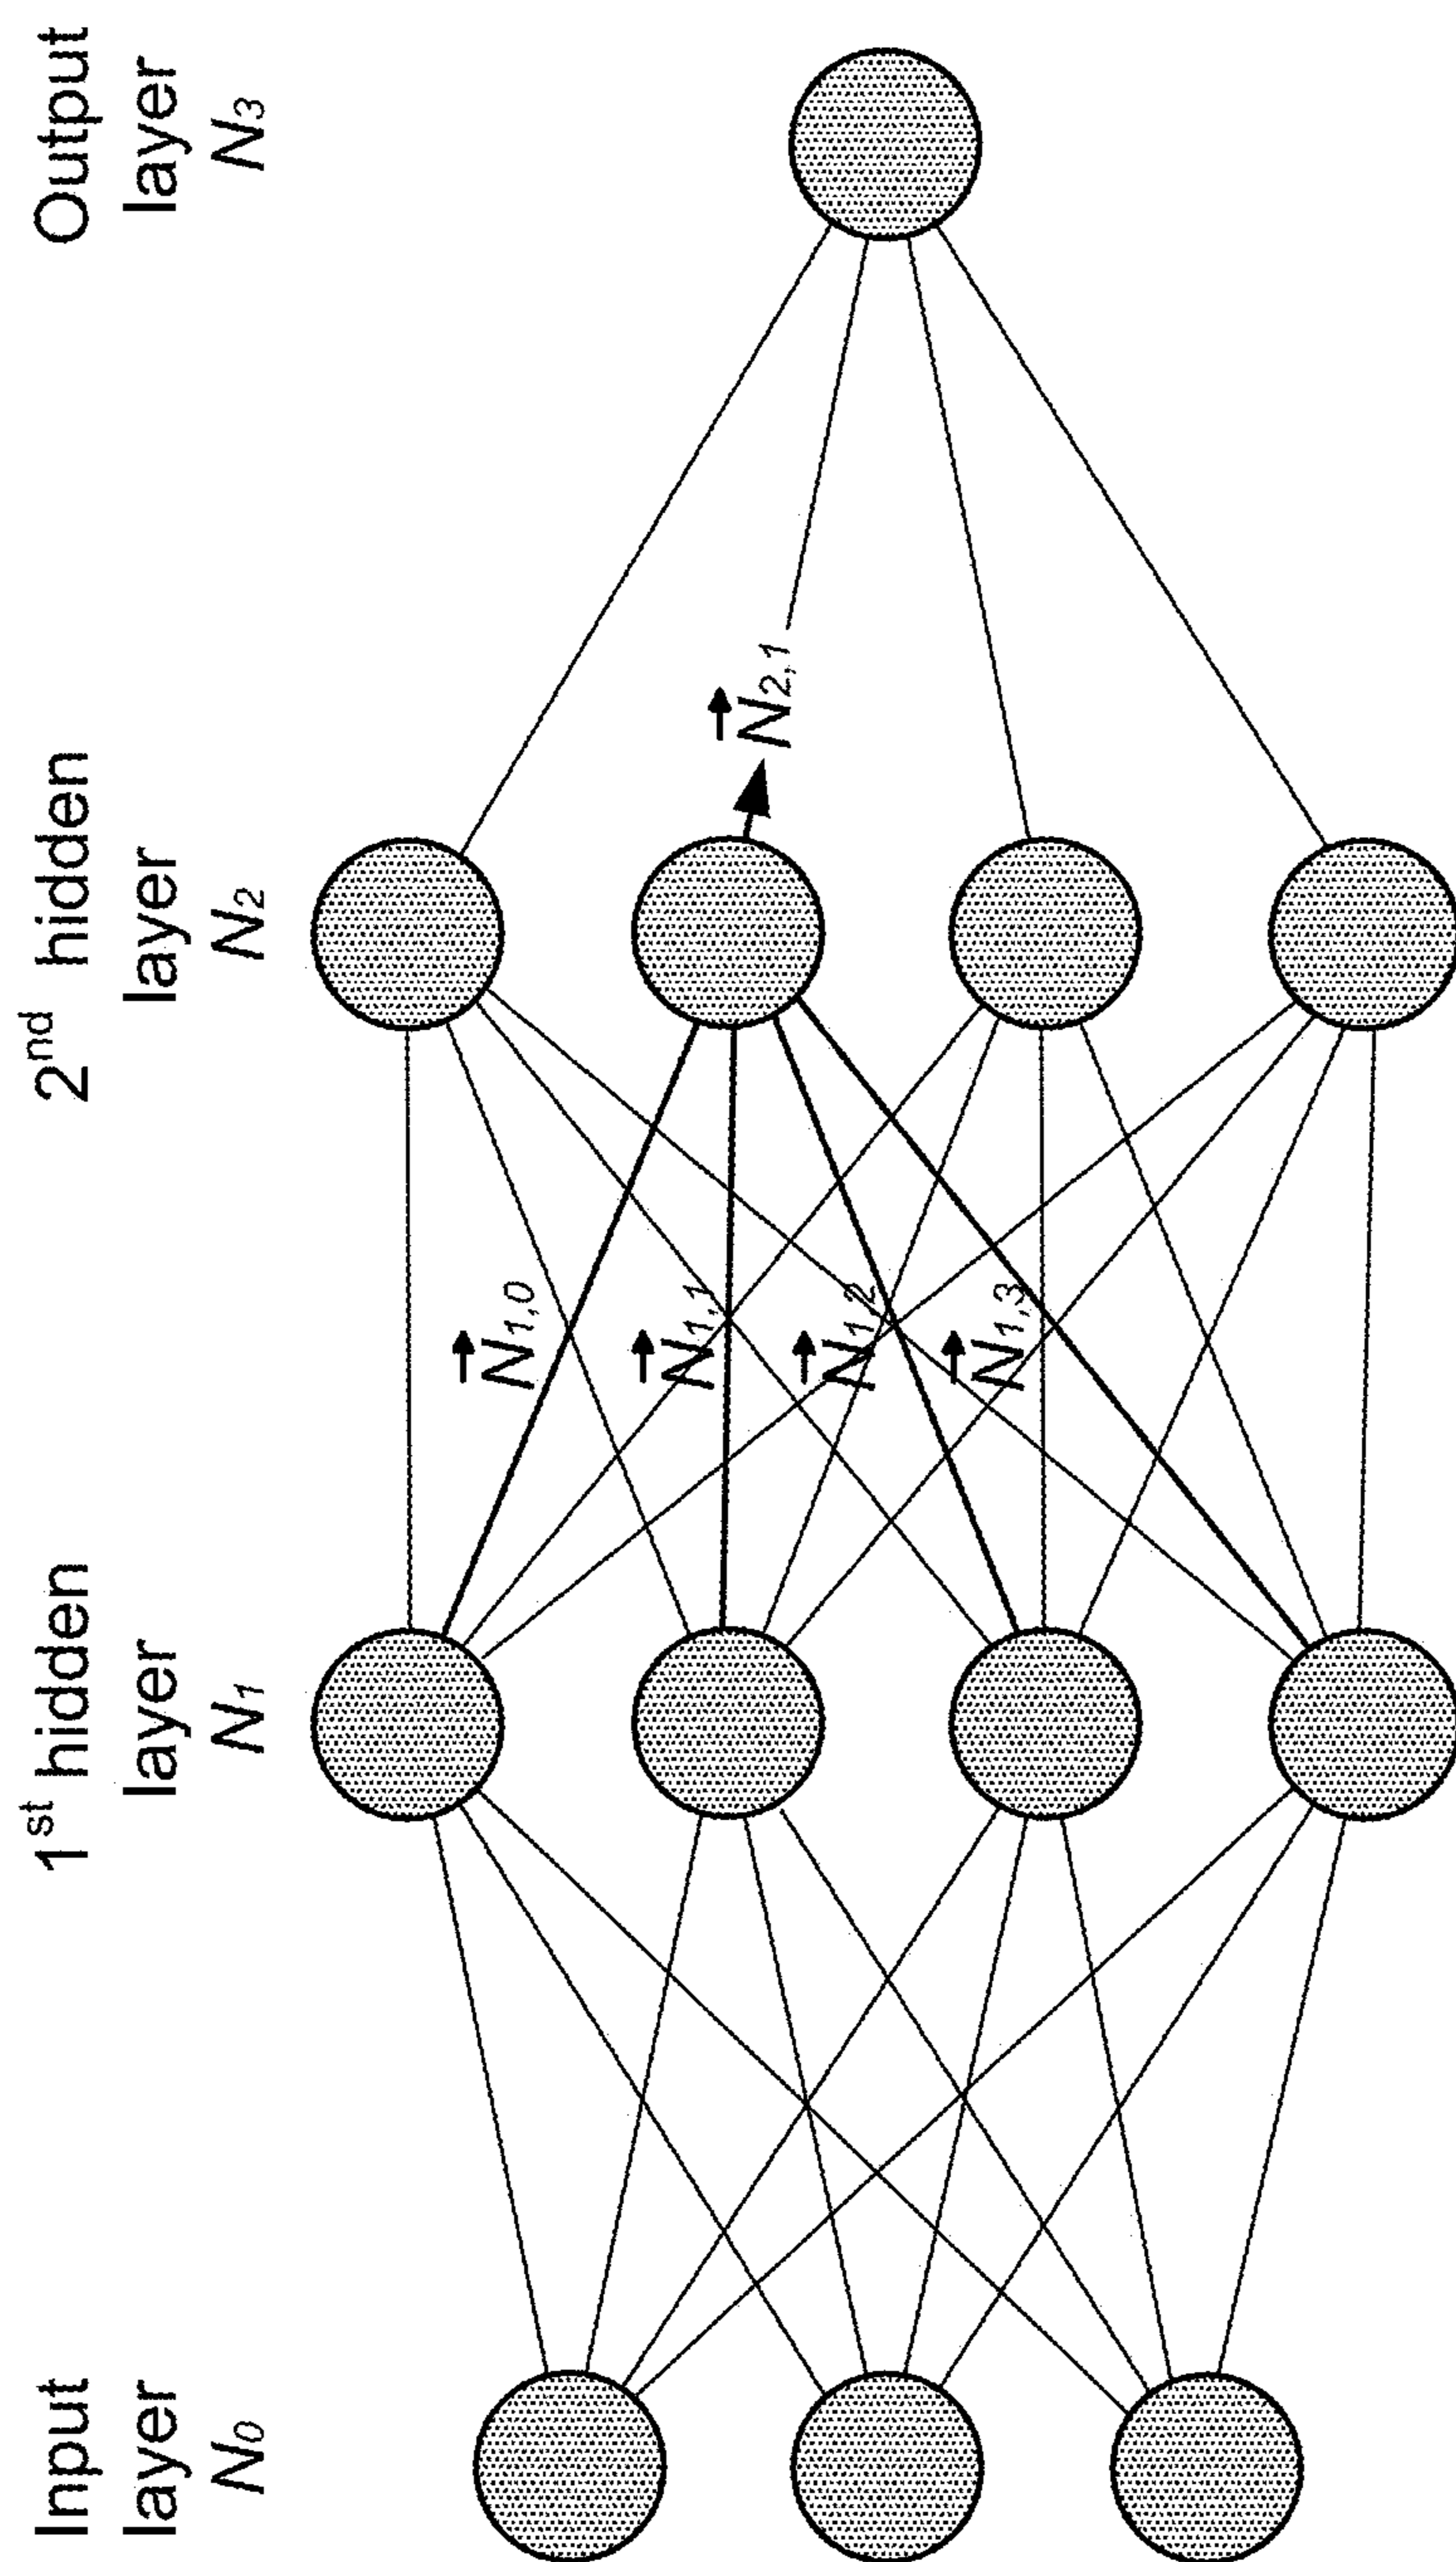 Input
layer
N0
1st hidden
layer
N1
2nd hidden
layer
N2
Output
layer
N3
N1,0
N1,1
N1,2
N1,3
N2,1